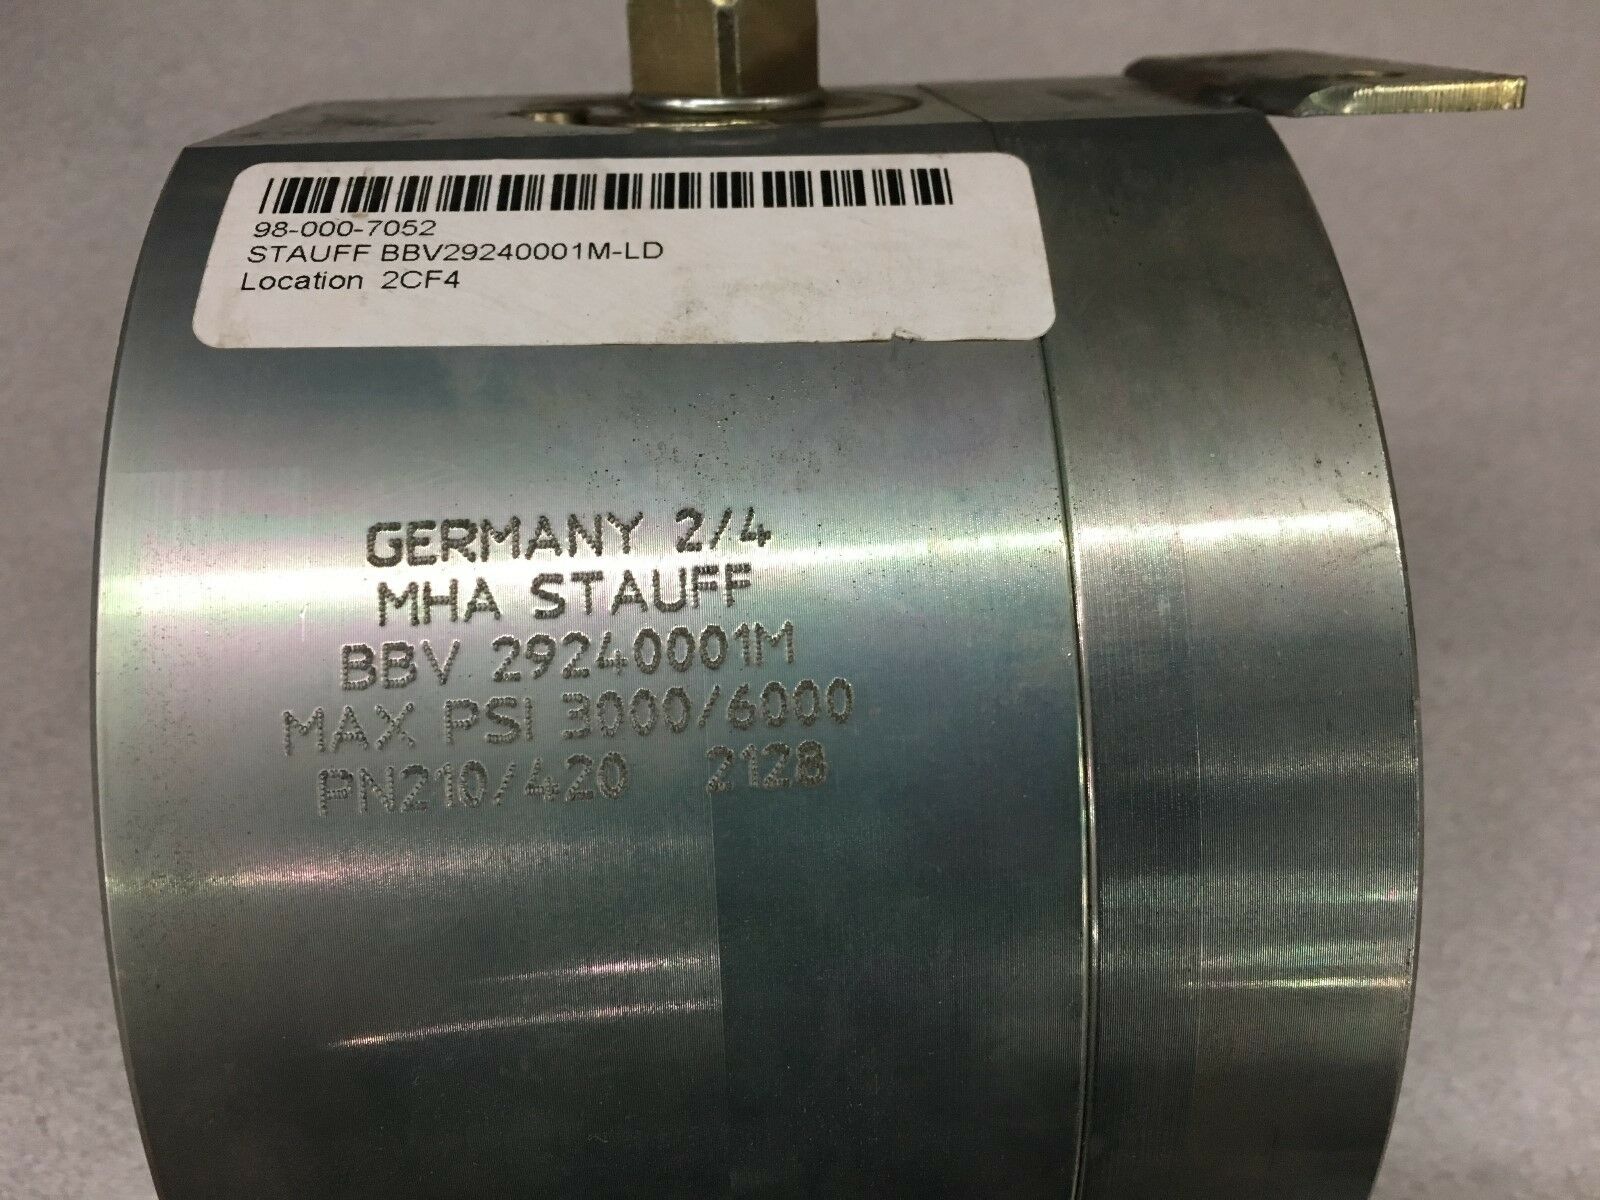 98-000-7052
STAUFF BBV29240001M-LD
Location 2CF4
GERMANY 2/4
MHA STAUFF
BBV 29240001M
MAX PSI 3000/6000
PN210/420 2128